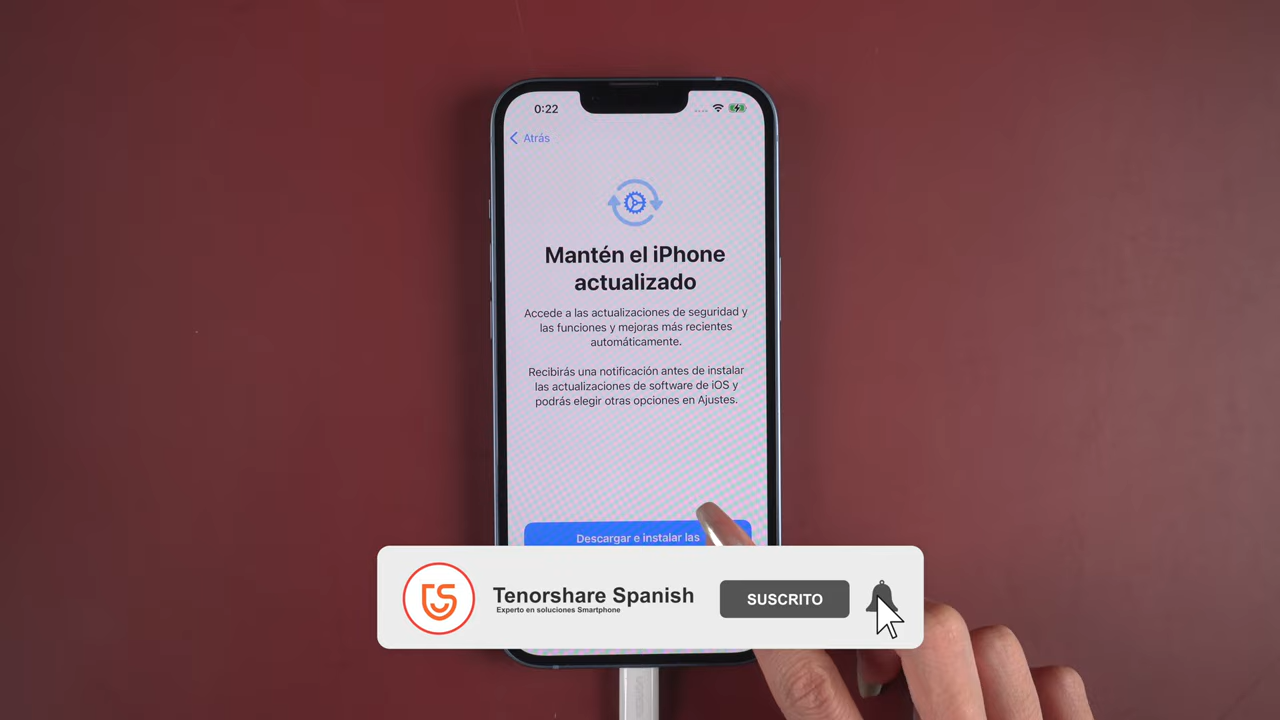 0:22
Atrás
Mantén el iPhone
actualizado
Accede a las actualizaciones de seguridad y
las funciones y mejoras más recientes
automáticamente.
Recibirás una notificación antes de instalar
las actualizaciones de software de iOS y
podrás elegir otras opciones en Ajustes.
Descargar e instalar las
Tenorshare Spanish
Experto en soluciones Smartphone
SUSCRITO